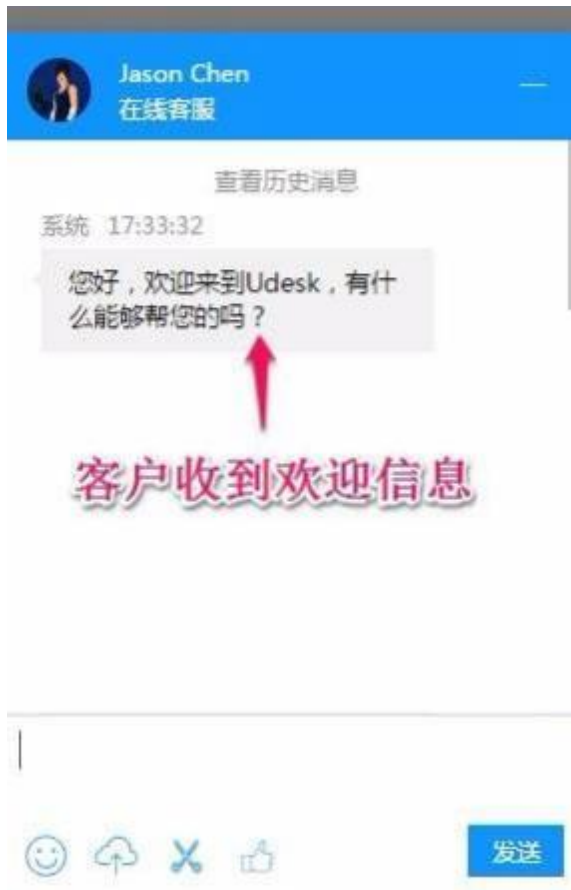 Jason Chen
在线客服
查看历史消息
系统 17:33:32
您好，欢迎来到Udesk，有什
么能够帮您的吗？
客户收到欢迎信息
发送